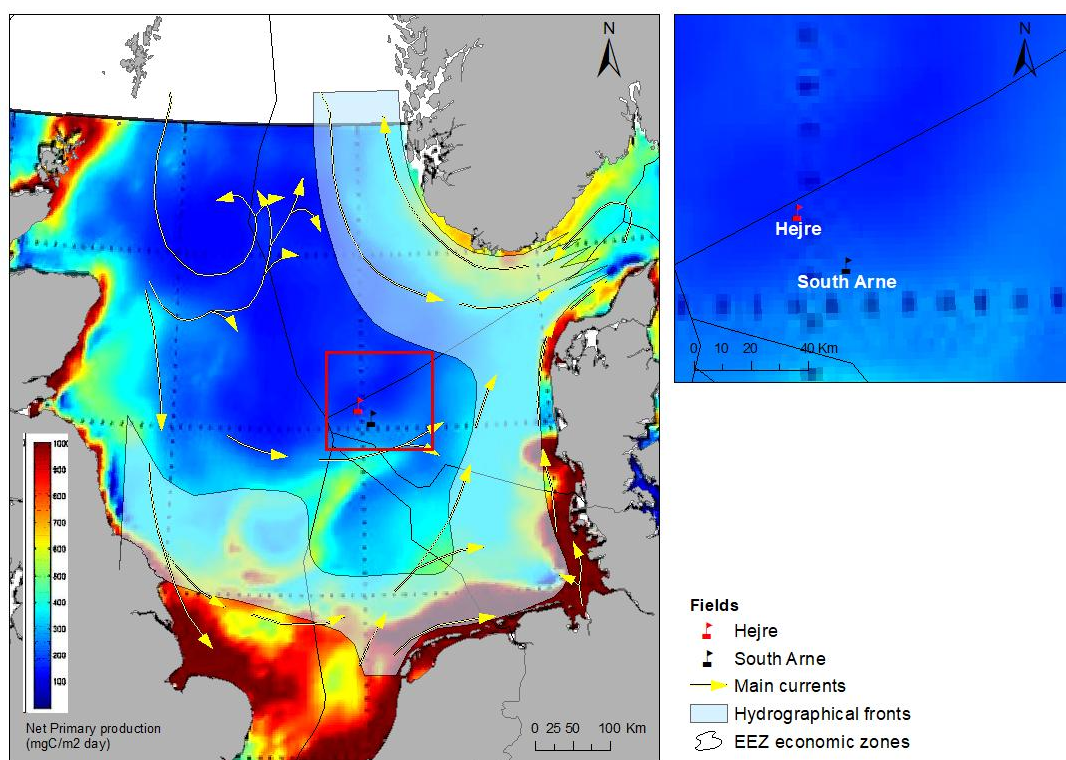 N
1000
900
800
700
600
500
400
300
200
100
Net Primary production
(mgC/m2 day)
0 25 50 100 Km
N
Hejre
South Arne
0 10 20 40 Km
Fields
Hejre
South Arne
Main currents
Hydrographical fronts
EEZ economic zones